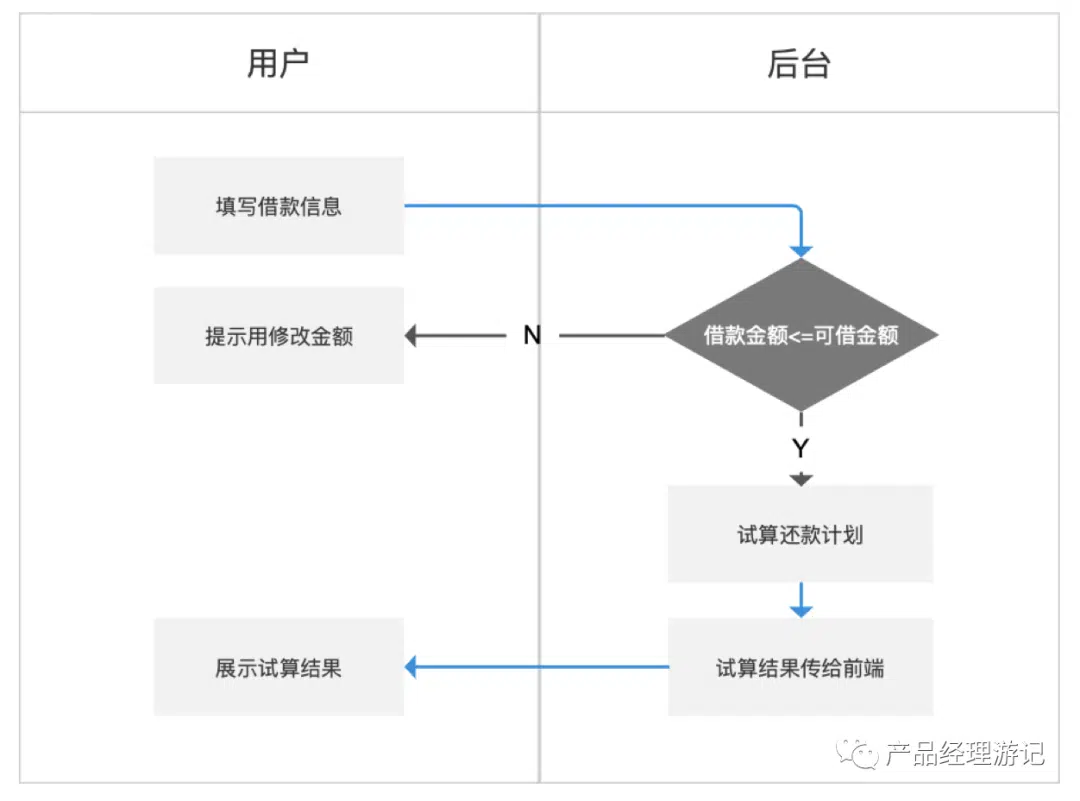 用户
后台
填写借款信息
提示用修改金额
N
借款金额<=可借金额
Y
试算还款计划
展示试算结果
试算结果传给前端
产品经理游记